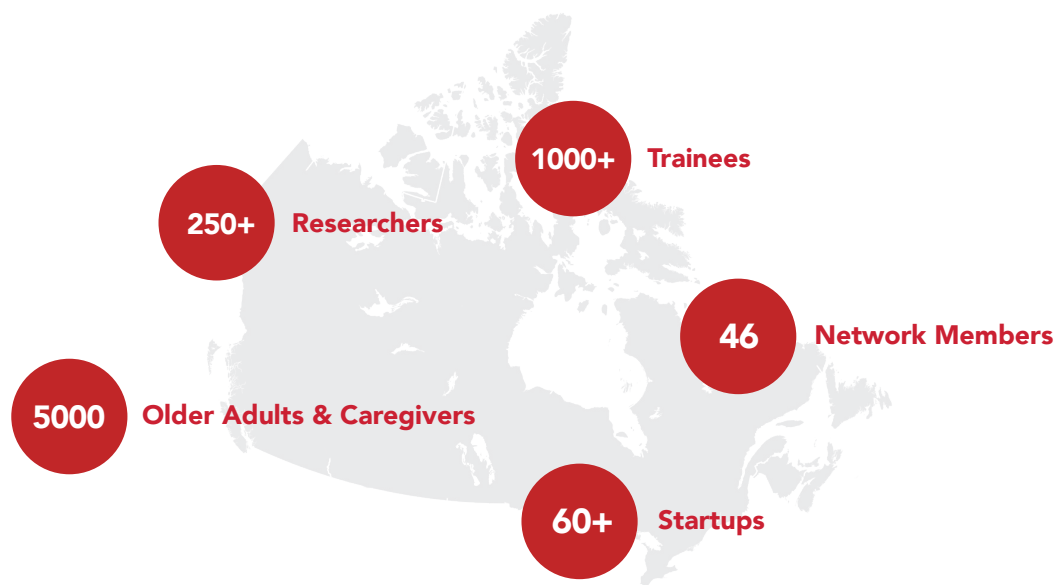 1000+ Trainees
250+ Researchers
46 Network Members
5000 Older Adults & Caregivers
60+ Startups